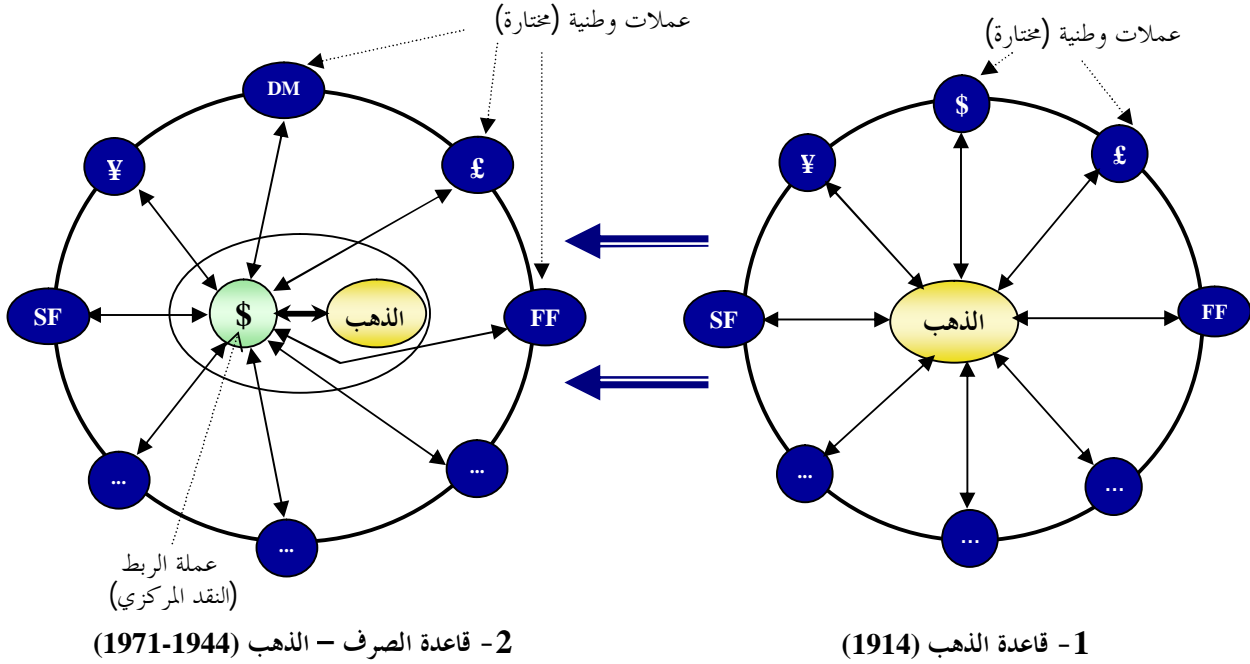 عملات وطنية (مختارة)
$
£
¥
الذهب
SF
FF
...
...
...
1- قاعدة الذهب (1914)
عملات وطنية (مختارة)
DM
£
¥
$
الذهب
SF
FF
...
...
...
عملة الربط
(النقد المركزي)
2- قاعدة الصرف – الذهب (1944-1971)